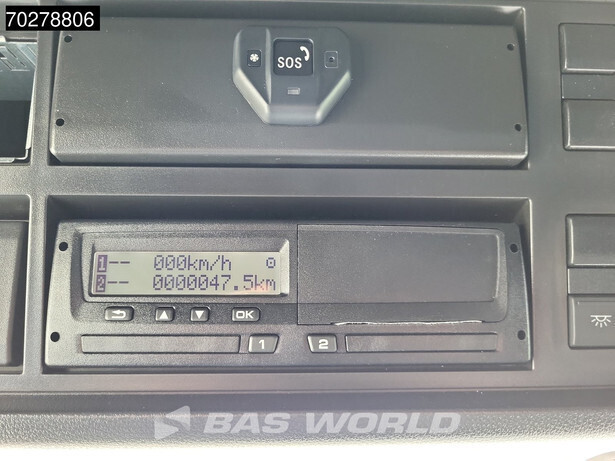 70278806
SOS
1 -- 000km/h
2 -- 0000047.5km
OK
1 2
BAS WORLD